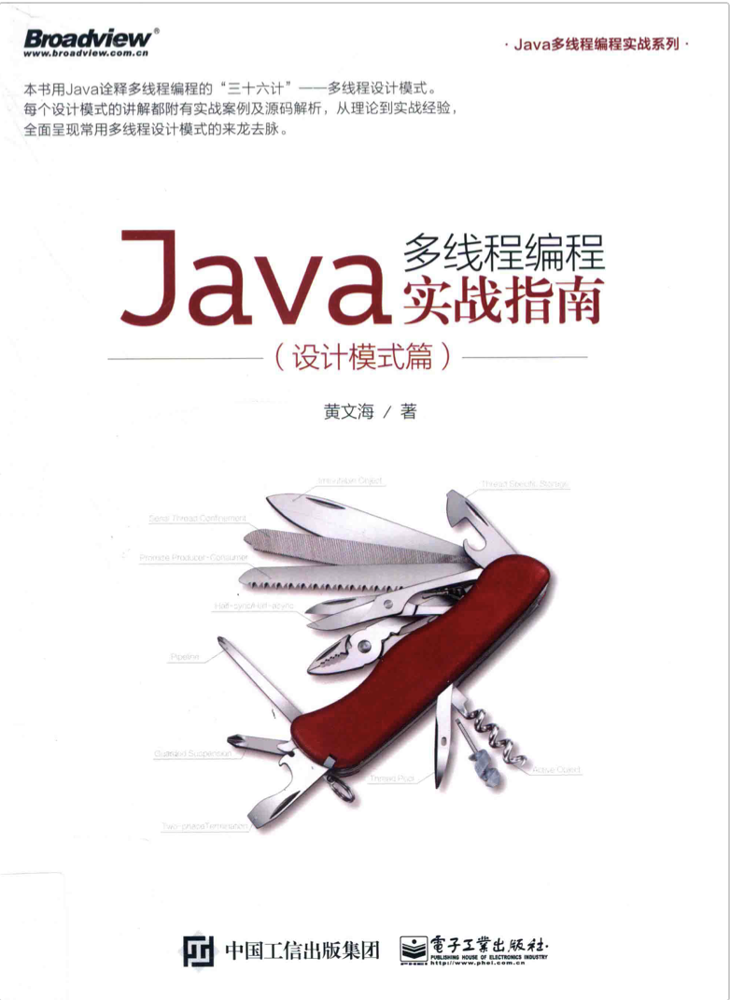 Broadview®
www.broadview.com.cn
· Java多线程编程实战系列 ·
本书用Java诠释多线程编程的“三十六计”——多线程设计模式。
每个设计模式的讲解都附有实战案例及源码解析，从理论到实战经验，
全面呈现常用多线程设计模式的来龙去脉。
Java 多线程编程
实战指南
（设计模式篇）
黄文海 / 著
Immutable Object
Thread Specific Storage
Serial Thread Confinement
Promise Producer-Consumer
Half-sync/Half-async
Pipeline
Guarded Suspension
Active Object
Thread Pool
Two-phase Termination
中国工信出版集团
電子工業出版社·
PUBLISHING HOUSE OF ELECTRONICS INDUSTRY
http://www.phei.com.cn